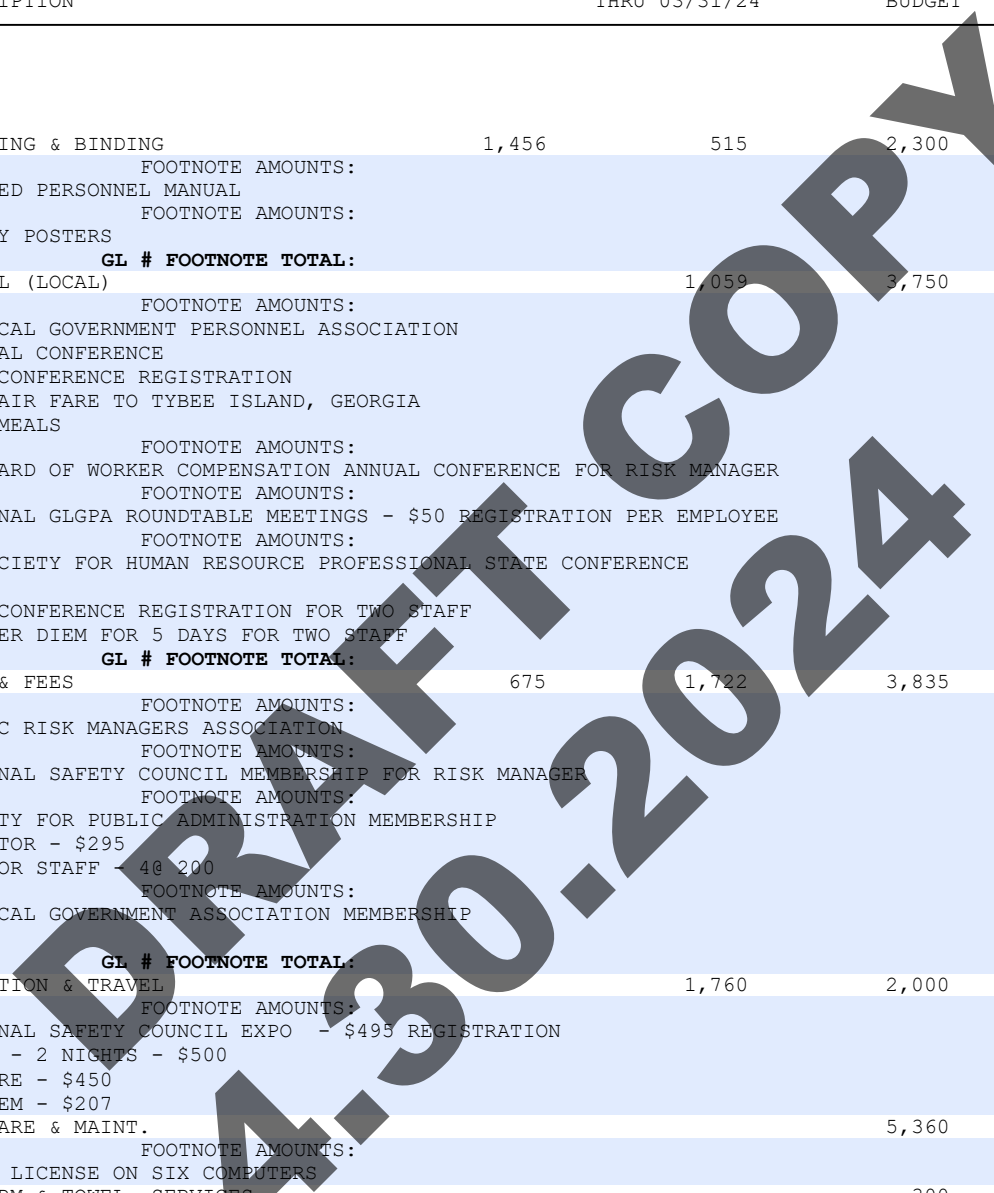 IPTION THRU 03/31/24 BUDGET
ING & BINDING 1,456 515 2,300
FOOTNOTE AMOUNTS:
ED PERSONNEL MANUAL
FOOTNOTE AMOUNTS:
Y POSTERS
GL # FOOTNOTE TOTAL:
L (LOCAL) 1,059 3,750
FOOTNOTE AMOUNTS:
CAL GOVERNMENT PERSONNEL ASSOCIATION
AL CONFERENCE
CONFERENCE REGISTRATION
AIR FARE TO TYBEE ISLAND, GEORGIA
MEALS
FOOTNOTE AMOUNTS:
ARD OF WORKER COMPENSATION ANNUAL CONFERENCE FOR RISK MANAGER
FOOTNOTE AMOUNTS:
NAL GLGPA ROUNDTABLE MEETINGS - $50 REGISTRATION PER EMPLOYEE
FOOTNOTE AMOUNTS:
CIETY FOR HUMAN RESOURCE PROFESSIONAL STATE CONFERENCE
CONFERENCE REGISTRATION FOR TWO STAFF
ER DIEM FOR 5 DAYS FOR TWO STAFF
GL # FOOTNOTE TOTAL:
& FEES 675 1,722 3,835
FOOTNOTE AMOUNTS:
C RISK MANAGERS ASSOCIATION
FOOTNOTE AMOUNTS:
NAL SAFETY COUNCIL MEMBERSHIP FOR RISK MANAGER
FOOTNOTE AMOUNTS:
TY FOR PUBLIC ADMINISTRATION MEMBERSHIP
TOR - $295
OR STAFF - 4@ 200
FOOTNOTE AMOUNTS:
CAL GOVERNMENT ASSOCIATION MEMBERSHIP
GL # FOOTNOTE TOTAL:
TION & TRAVEL 1,760 2,000
FOOTNOTE AMOUNTS:
NAL SAFETY COUNCIL EXPO - $495 REGISTRATION
- 2 NIGHTS - $500
RE - $450
EM - $207
ARE & MAINT. 5,360
FOOTNOTE AMOUNTS:
LICENSE ON SIX COMPUTERS
RM & TOWEL SERVICES 300
DRAFT COPY
4.30.2024